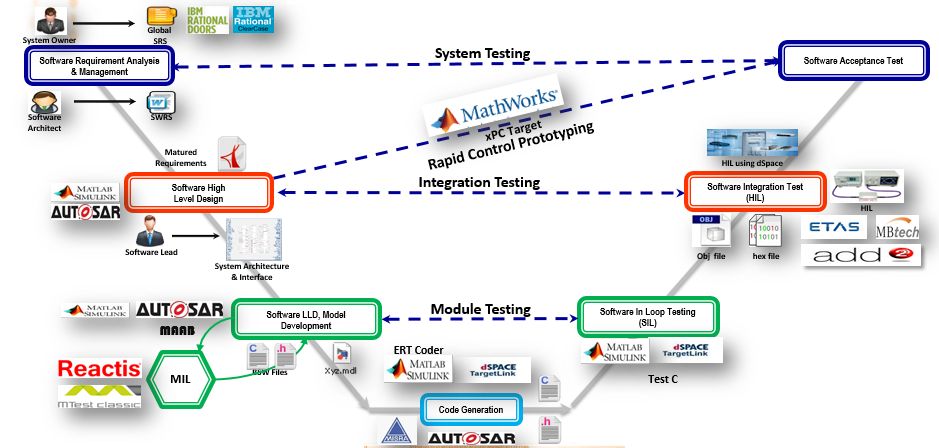 System Owner
Global
SRS
IBM
RATIONAL
DOORS
IBM
Rational
ClearCase
System Testing
Software Requirement Analysis
& Management
Software Acceptance Test
Software
Architect
SWRS
MathWorks
xPC Target
Rapid Control Prototyping
Matured
Requirements
HIL using dSpace
MATLAB
SIMULINK
AUTOSAR
Software High
Level Design
Integration Testing
Software Integration Test
(HIL)
HIL
Software Lead
System Architecture
& Interface
OBJ
Obj file
10010
10101
hex file
ETAS
MBtech
add2
MATLAB
SIMULINK
AUTOSAR
MAAB
Software LLD, Model
Development
Module Testing
Software In Loop Testing
(SIL)
Reactis
MTest classic
MIL
C
.h
BSW Files
Xyz.mdl
ERT Coder
MATLAB
SIMULINK
dSPACE
TargetLink
MATLAB
SIMULINK
dSPACE
TargetLink
Test C
Code Generation
C
.h
MISRA
AUTOSAR